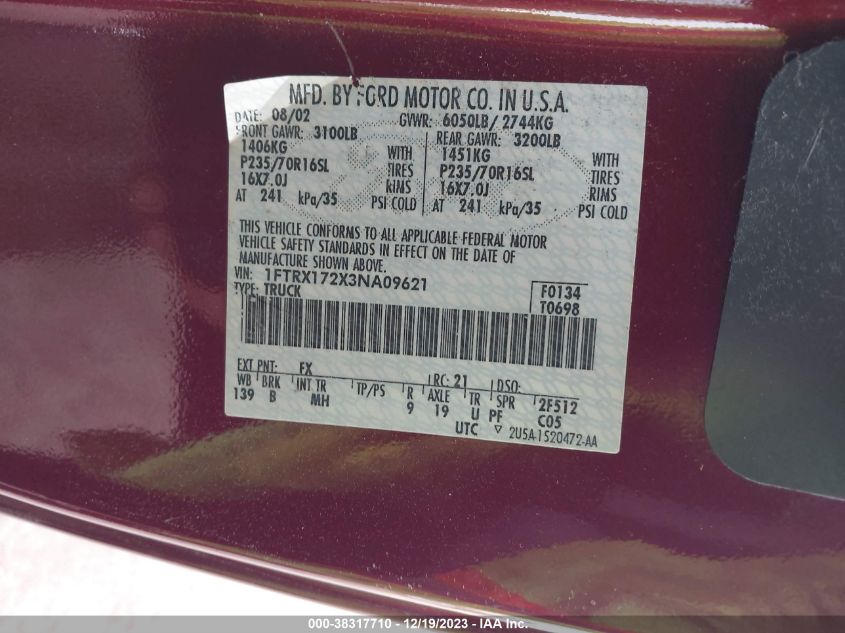 MFD. BY FORD MOTOR CO. IN U.S.A.
DATE: 08/02 GVWR: 6050LB/ 2744KG
FRONT GAWR: 3100LB REAR GAWR: 3200LB
1406KG WITH 1451KG WITH
P235/70R16SL TIRES P235/70R16SL TIRES
16X7.0J RIMS 16X7.0J RIMS
AT 241 kPa/35 PSI COLD AT 241 kPa/35 PSI COLD
THIS VEHICLE CONFORMS TO ALL APPLICABLE FEDERAL MOTOR
VEHICLE SAFETY STANDARDS IN EFFECT ON THE DATE OF
MANUFACTURE SHOWN ABOVE.
VIN: 1FTRX172X3NA09621
TYPE: TRUCK F0134
T0698
EXT PNT: FX RC: 21 DSO:
WB BRK INT TR TP/PS R AXLE TR SPR 2F512
139 B MH 9 19 U PF C05
UTC ▽ 2U5A-1520472-AA
000-38317710 - 12/19/2023 - IAA Inc.